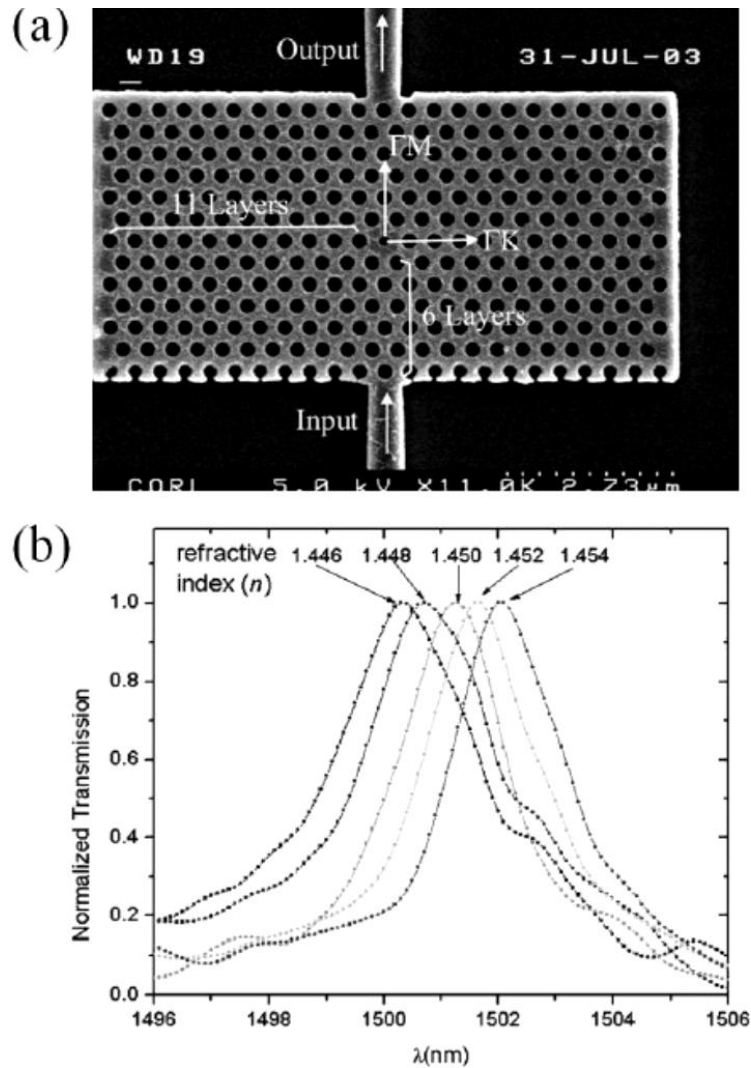 (a)
Output
WD19
31-JUL-03
ΓM
11 Layers
ΓK
6 Layers
Input
CORL 5.0 kV X11.0K 2.73μm
(b)
refractive
index (n)
1.446 1.448 1.450 1.452 1.454
1.0
0.8
0.6
0.4
0.2
0.0
Normalized Transmission
1496 1498 1500 1502 1504 1506
λ(nm)